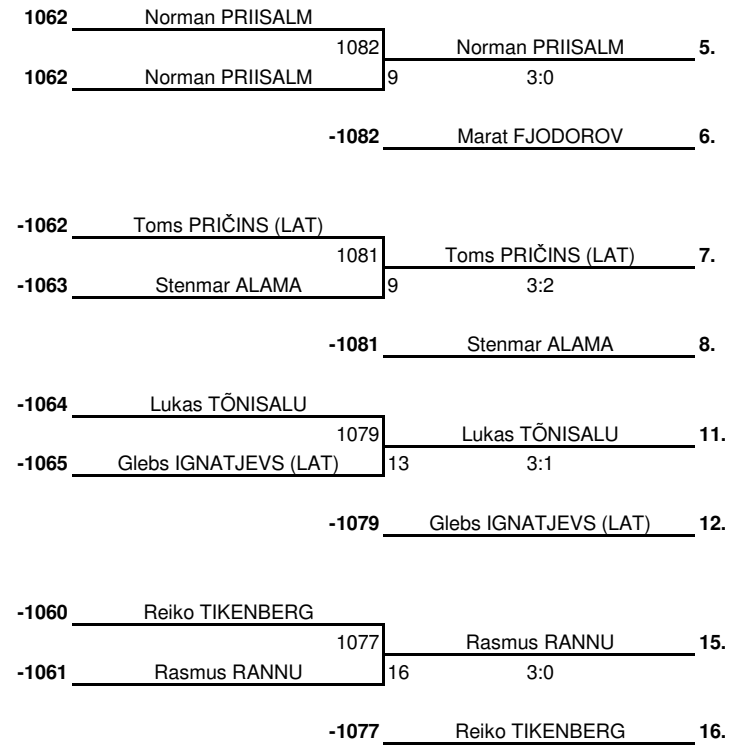 1062 Norman PRIISALM
1082 Norman PRIISALM 5.
1062 Norman PRIISALM 9 3:0
-1082 Marat FJODOROV 6.
-1062 Toms PRIČINS (LAT)
1081 Toms PRIČINS (LAT) 7.
-1063 Stenmar ALAMA 9 3:2
-1081 Stenmar ALAMA 8.
-1064 Lukas TÕNISALU
1079 Lukas TÕNISALU 11.
-1065 Glebs IGNATJEVS (LAT) 13 3:1
-1079 Glebs IGNATJEVS (LAT) 12.
-1060 Reiko TIKENBERG
1077 Rasmus RANNU 15.
-1061 Rasmus RANNU 16 3:0
-1077 Reiko TIKENBERG 16.